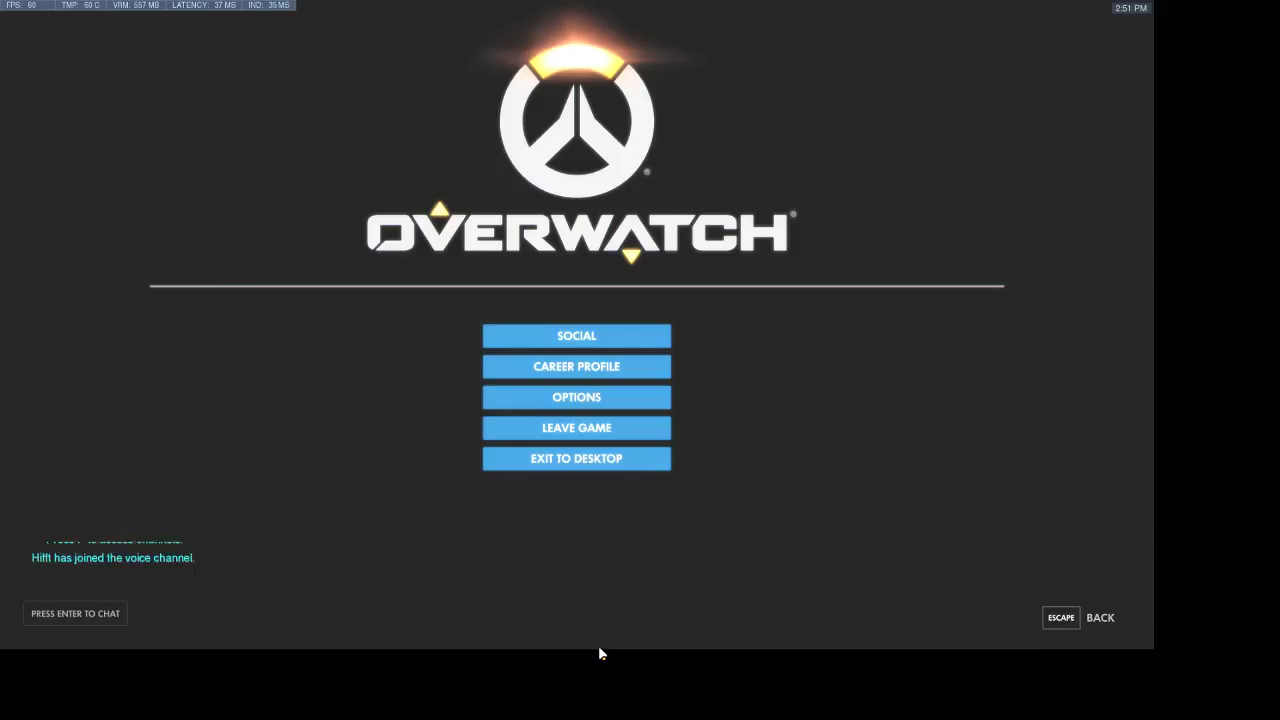 FPS: 60 TMP: 60 C VRM: 557 MB LATENCY: 37 MS IND: 35 MS
2:51 PM
OVERWATCH
SOCIAL
CAREER PROFILE
OPTIONS
LEAVE GAME
EXIT TO DESKTOP
Hifft has joined the voice channel.
PRESS ENTER TO CHAT
ESCAPE BACK